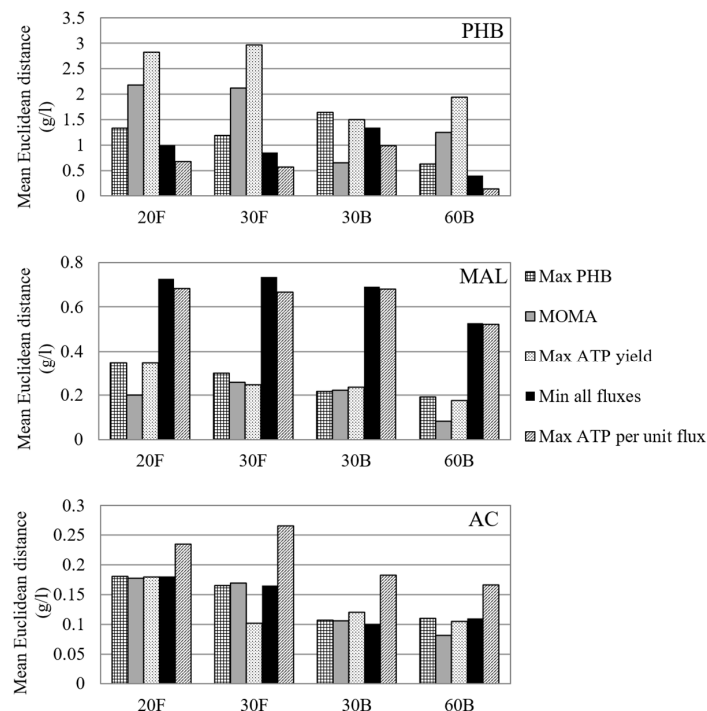 PHB
Mean Euclidean distance
(g/l)
3.5
3
2.5
2
1.5
1
0.5
0
20F 30F 30B 60B
MAL
Mean Euclidean distance
(g/l)
0.8
0.6
0.4
0.2
0
20F 30F 30B 60B
Max PHB
MOMA
Max ATP yield
Min all fluxes
Max ATP per unit flux
AC
Mean Euclidean distance
(g/l)
0.3
0.25
0.2
0.15
0.1
0.05
0
20F 30F 30B 60B